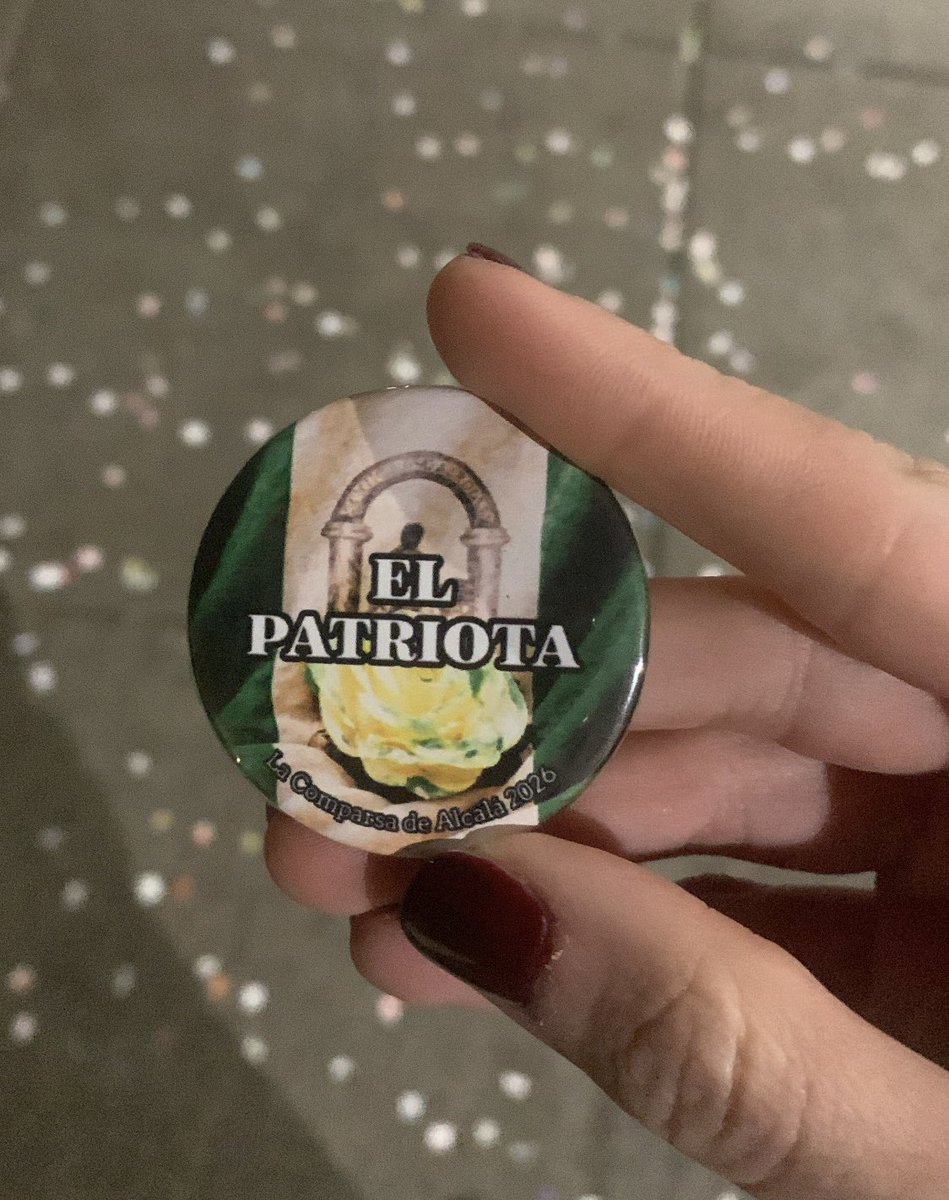 EL
PATRIOTA
La Comparsa de Alcalá 2026